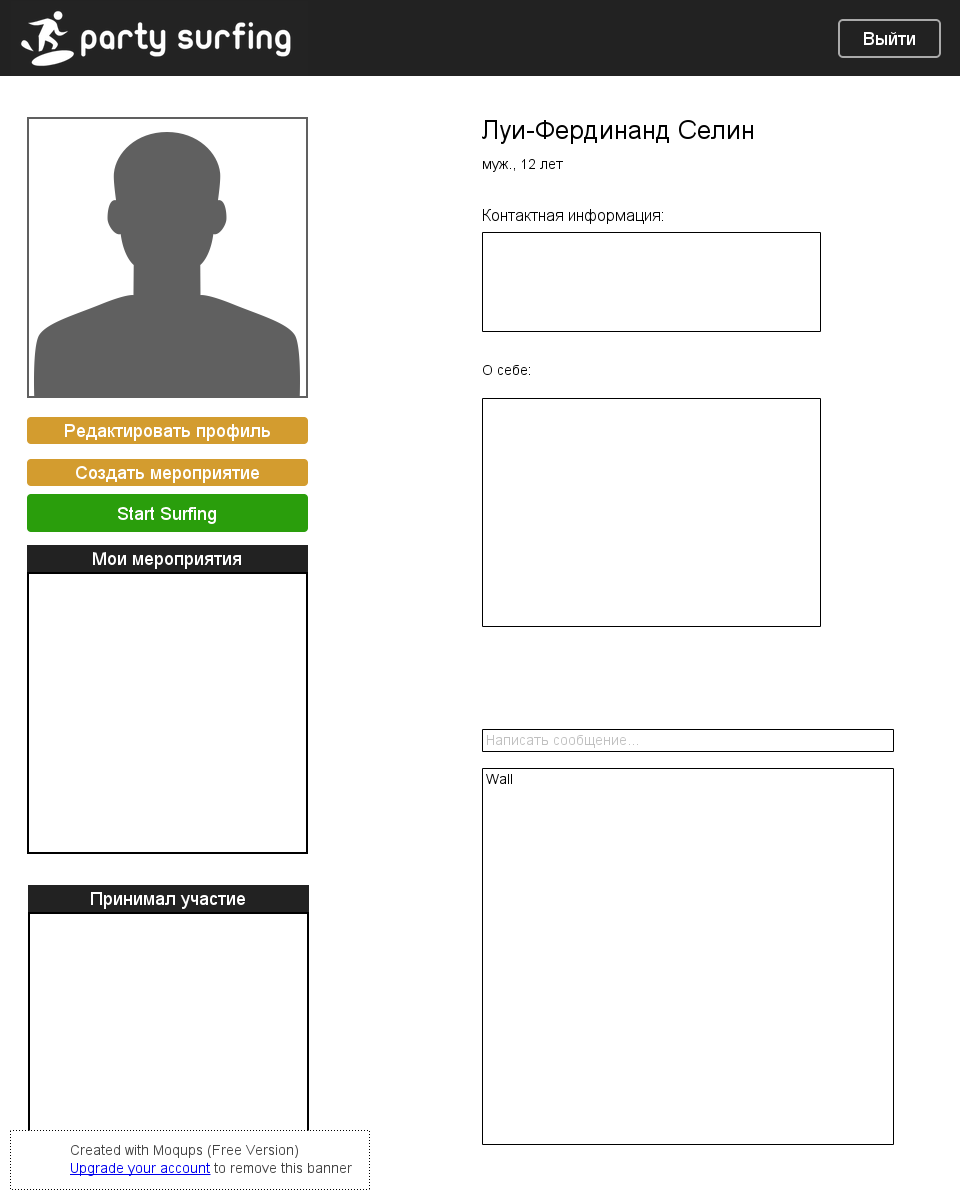 party surfing
Выйти
Луи-Фердинанд Селин
муж., 12 лет
Контактная информация:
О себе:
Редактировать профиль
Создать мероприятие
Start Surfing
Мои мероприятия
Написать сообщение...
Wall
Принимал участие
Created with Moqups (Free Version)
Upgrade your account to remove this banner